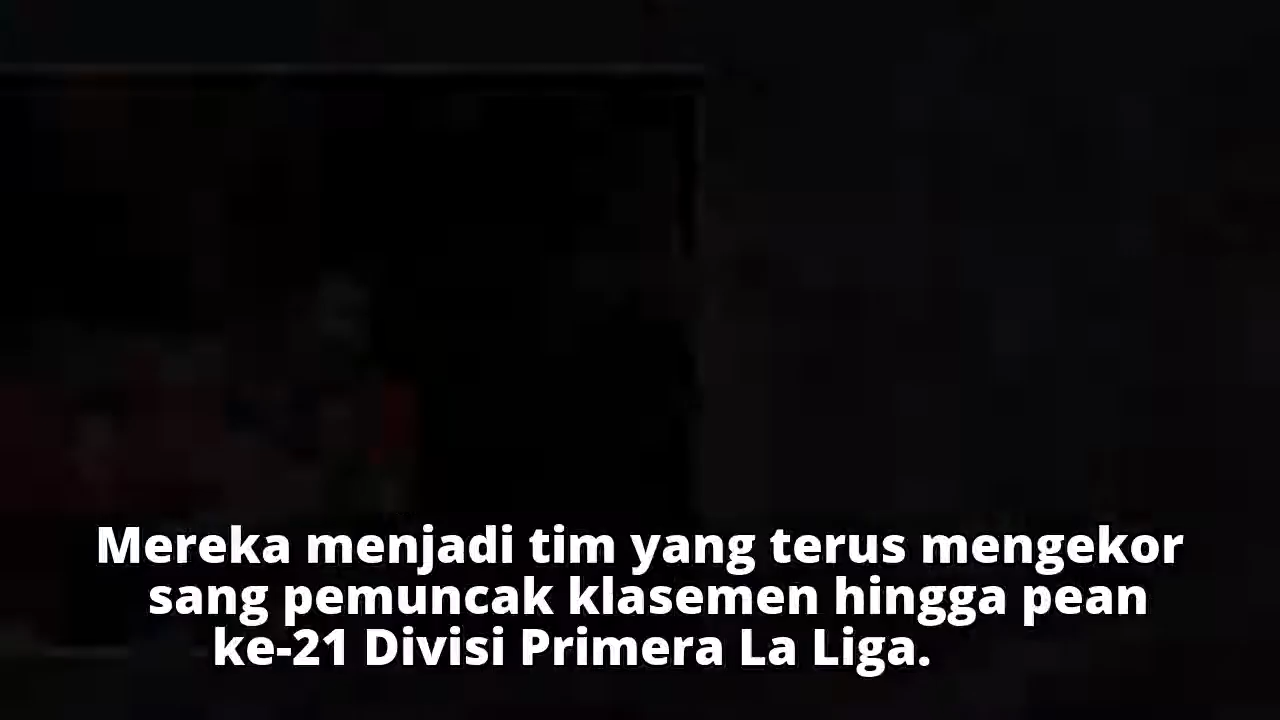 Mereka menjadi tim yang terus mengekor
sang pemuncak klasemen hingga pean
ke-21 Divisi Primera La Liga.